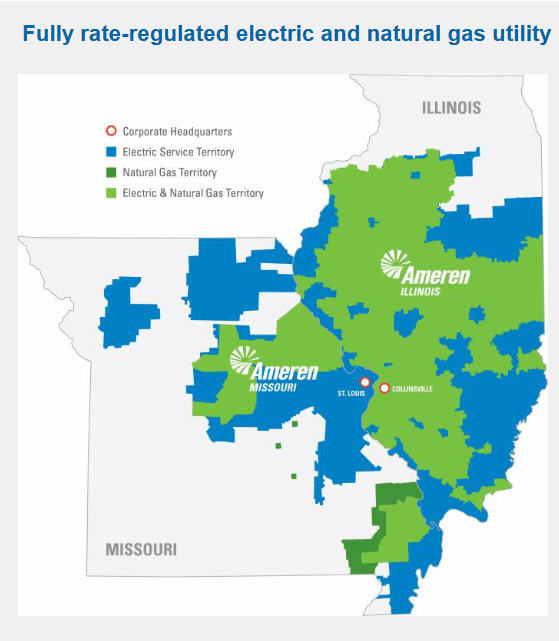 Fully rate-regulated electric and natural gas utility
ILLINOIS
Corporate Headquarters
Electric Service Territory
Natural Gas Territory
Electric & Natural Gas Territory
Ameren
ILLINOIS
Ameren
MISSOURI
ST. LOUIS
COLLINSVILLE
MISSOURI